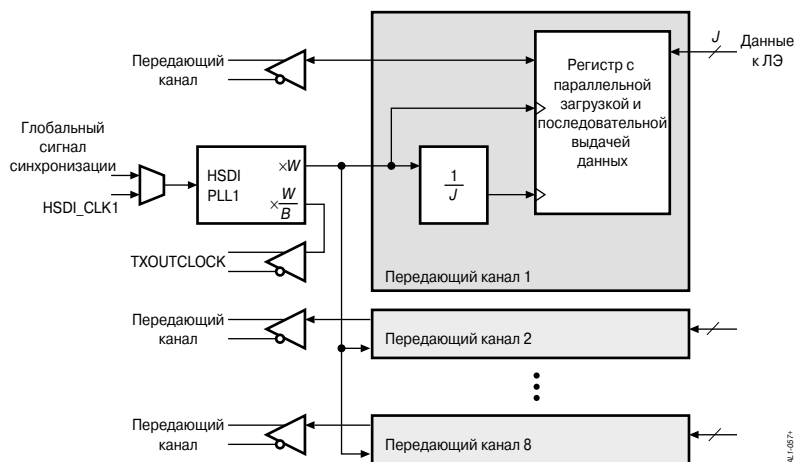 Передающий
канал
J
Данные
к ЛЭ
Регистр с
параллельной
загрузкой и
последовательной
выдачей
данных
Глобальный
сигнал
синхронизации
HSDI_CLK1
HSDI
PLL1
×W
×W/B
1/J
TXOUTCLOCK
Передающий канал 1
Передающий
канал
Передающий канал 2
Передающий
канал
Передающий канал 8